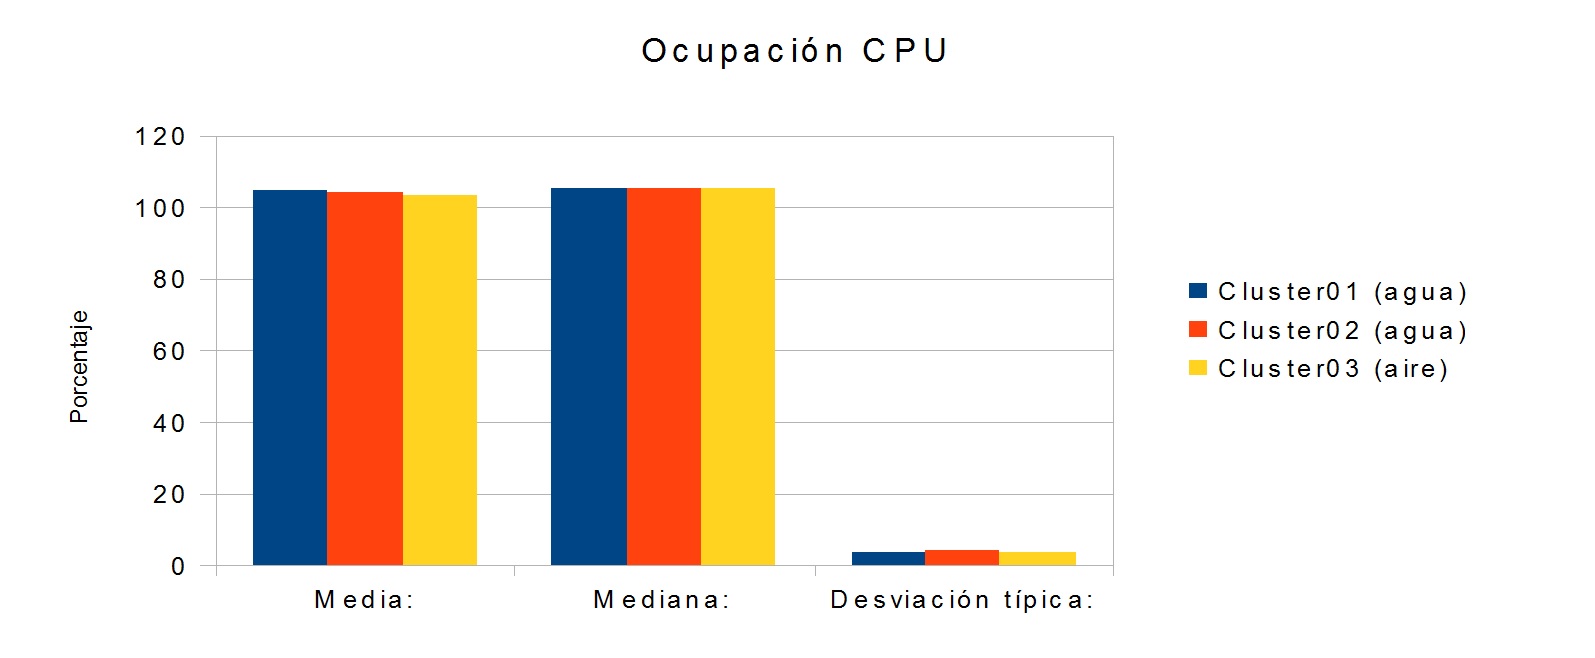 Ocupación CPU
120
100
80
60
40
20
0
Porcentaje
Media:
Mediana:
Desviación típica:
Cluster01 (agua)
Cluster02 (agua)
Cluster03 (aire)